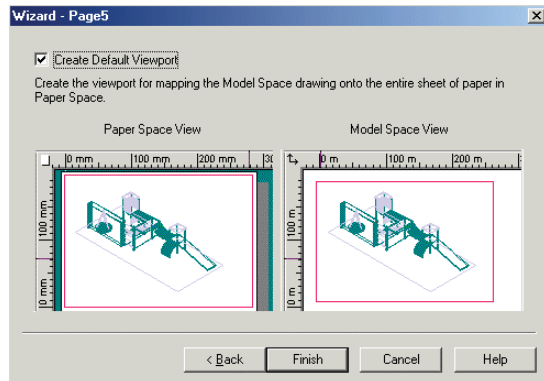 Wizard - Page5
Create Default Viewport
Create the viewport for mapping the Model Space drawing onto the entire sheet of paper in
Paper Space.
Paper Space View
Model Space View
0 mm 100 mm 200 mm 30
0 m 100 m 200 m
100 mm
0 m
100 m
0 m
< Back
Finish
Cancel
Help